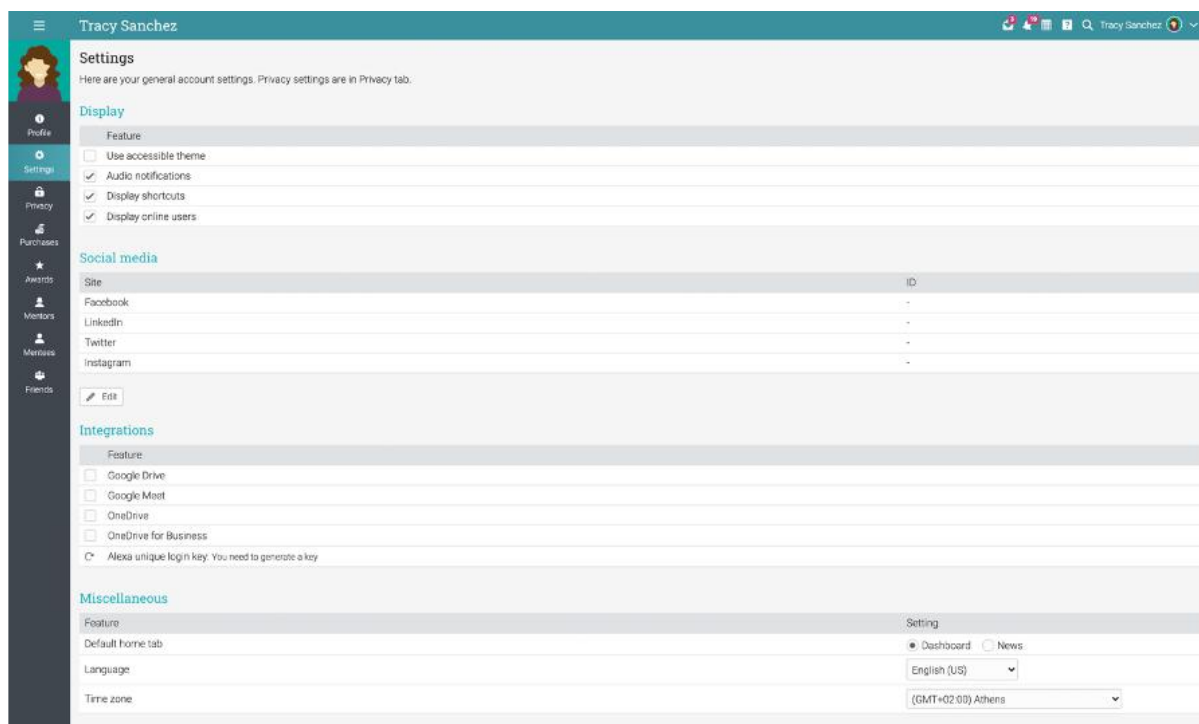 Tracy Sanchez
Tracy Sanchez
Settings
Here are your general account settings. Privacy settings are in Privacy tab.
Profile
Settings
Privacy
Purchases
Awards
Mentors
Mentees
Friends
Display
Feature
Use accessible theme
Audio notifications
Display shortcuts
Display online users
Social media
Site ID
Facebook -
LinkedIn -
Twitter -
Instagram -
Edit
Integrations
Feature
Google Drive
Google Meet
OneDrive
OneDrive for Business
Alexa unique login key: You need to generate a key
Miscellaneous
Feature Setting
Default home tab Dashboard News
Language English (US)
Time zone (GMT+02:00) Athens